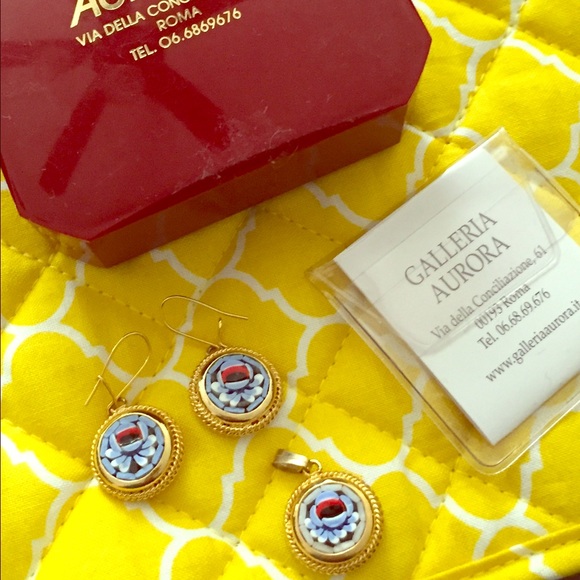 VIA DELLA CONC
ROMA
TEL. 06.6869676
GALLERIA
AURORA
Via della Conciliazione, 61
00193 Roma
Tel. 06.68.69.676
www.galleriaaurora.it